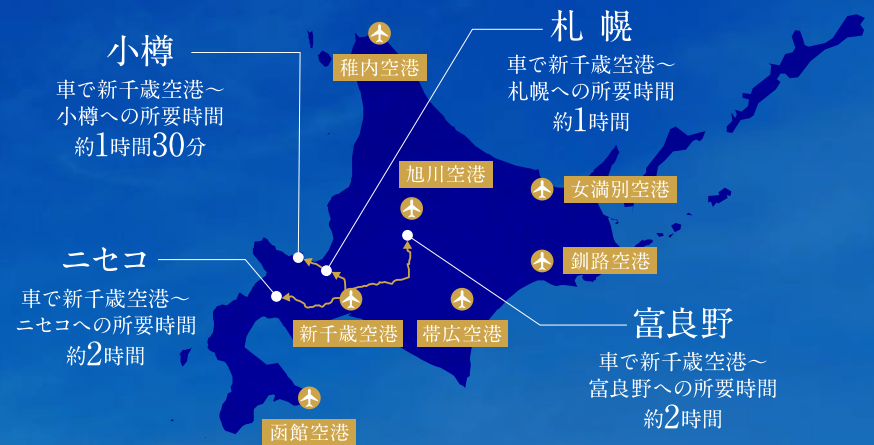 小樽
車で新千歳空港～
小樽への所要時間
約1時間30分
札幌
車で新千歳空港～
札幌への所要時間
約1時間
稚内空港
旭川空港
女満別空港
釧路空港
ニセコ
車で新千歳空港～
ニセコへの所要時間
約2時間
新千歳空港
帯広空港
富良野
車で新千歳空港～
富良野への所要時間
約2時間
函館空港